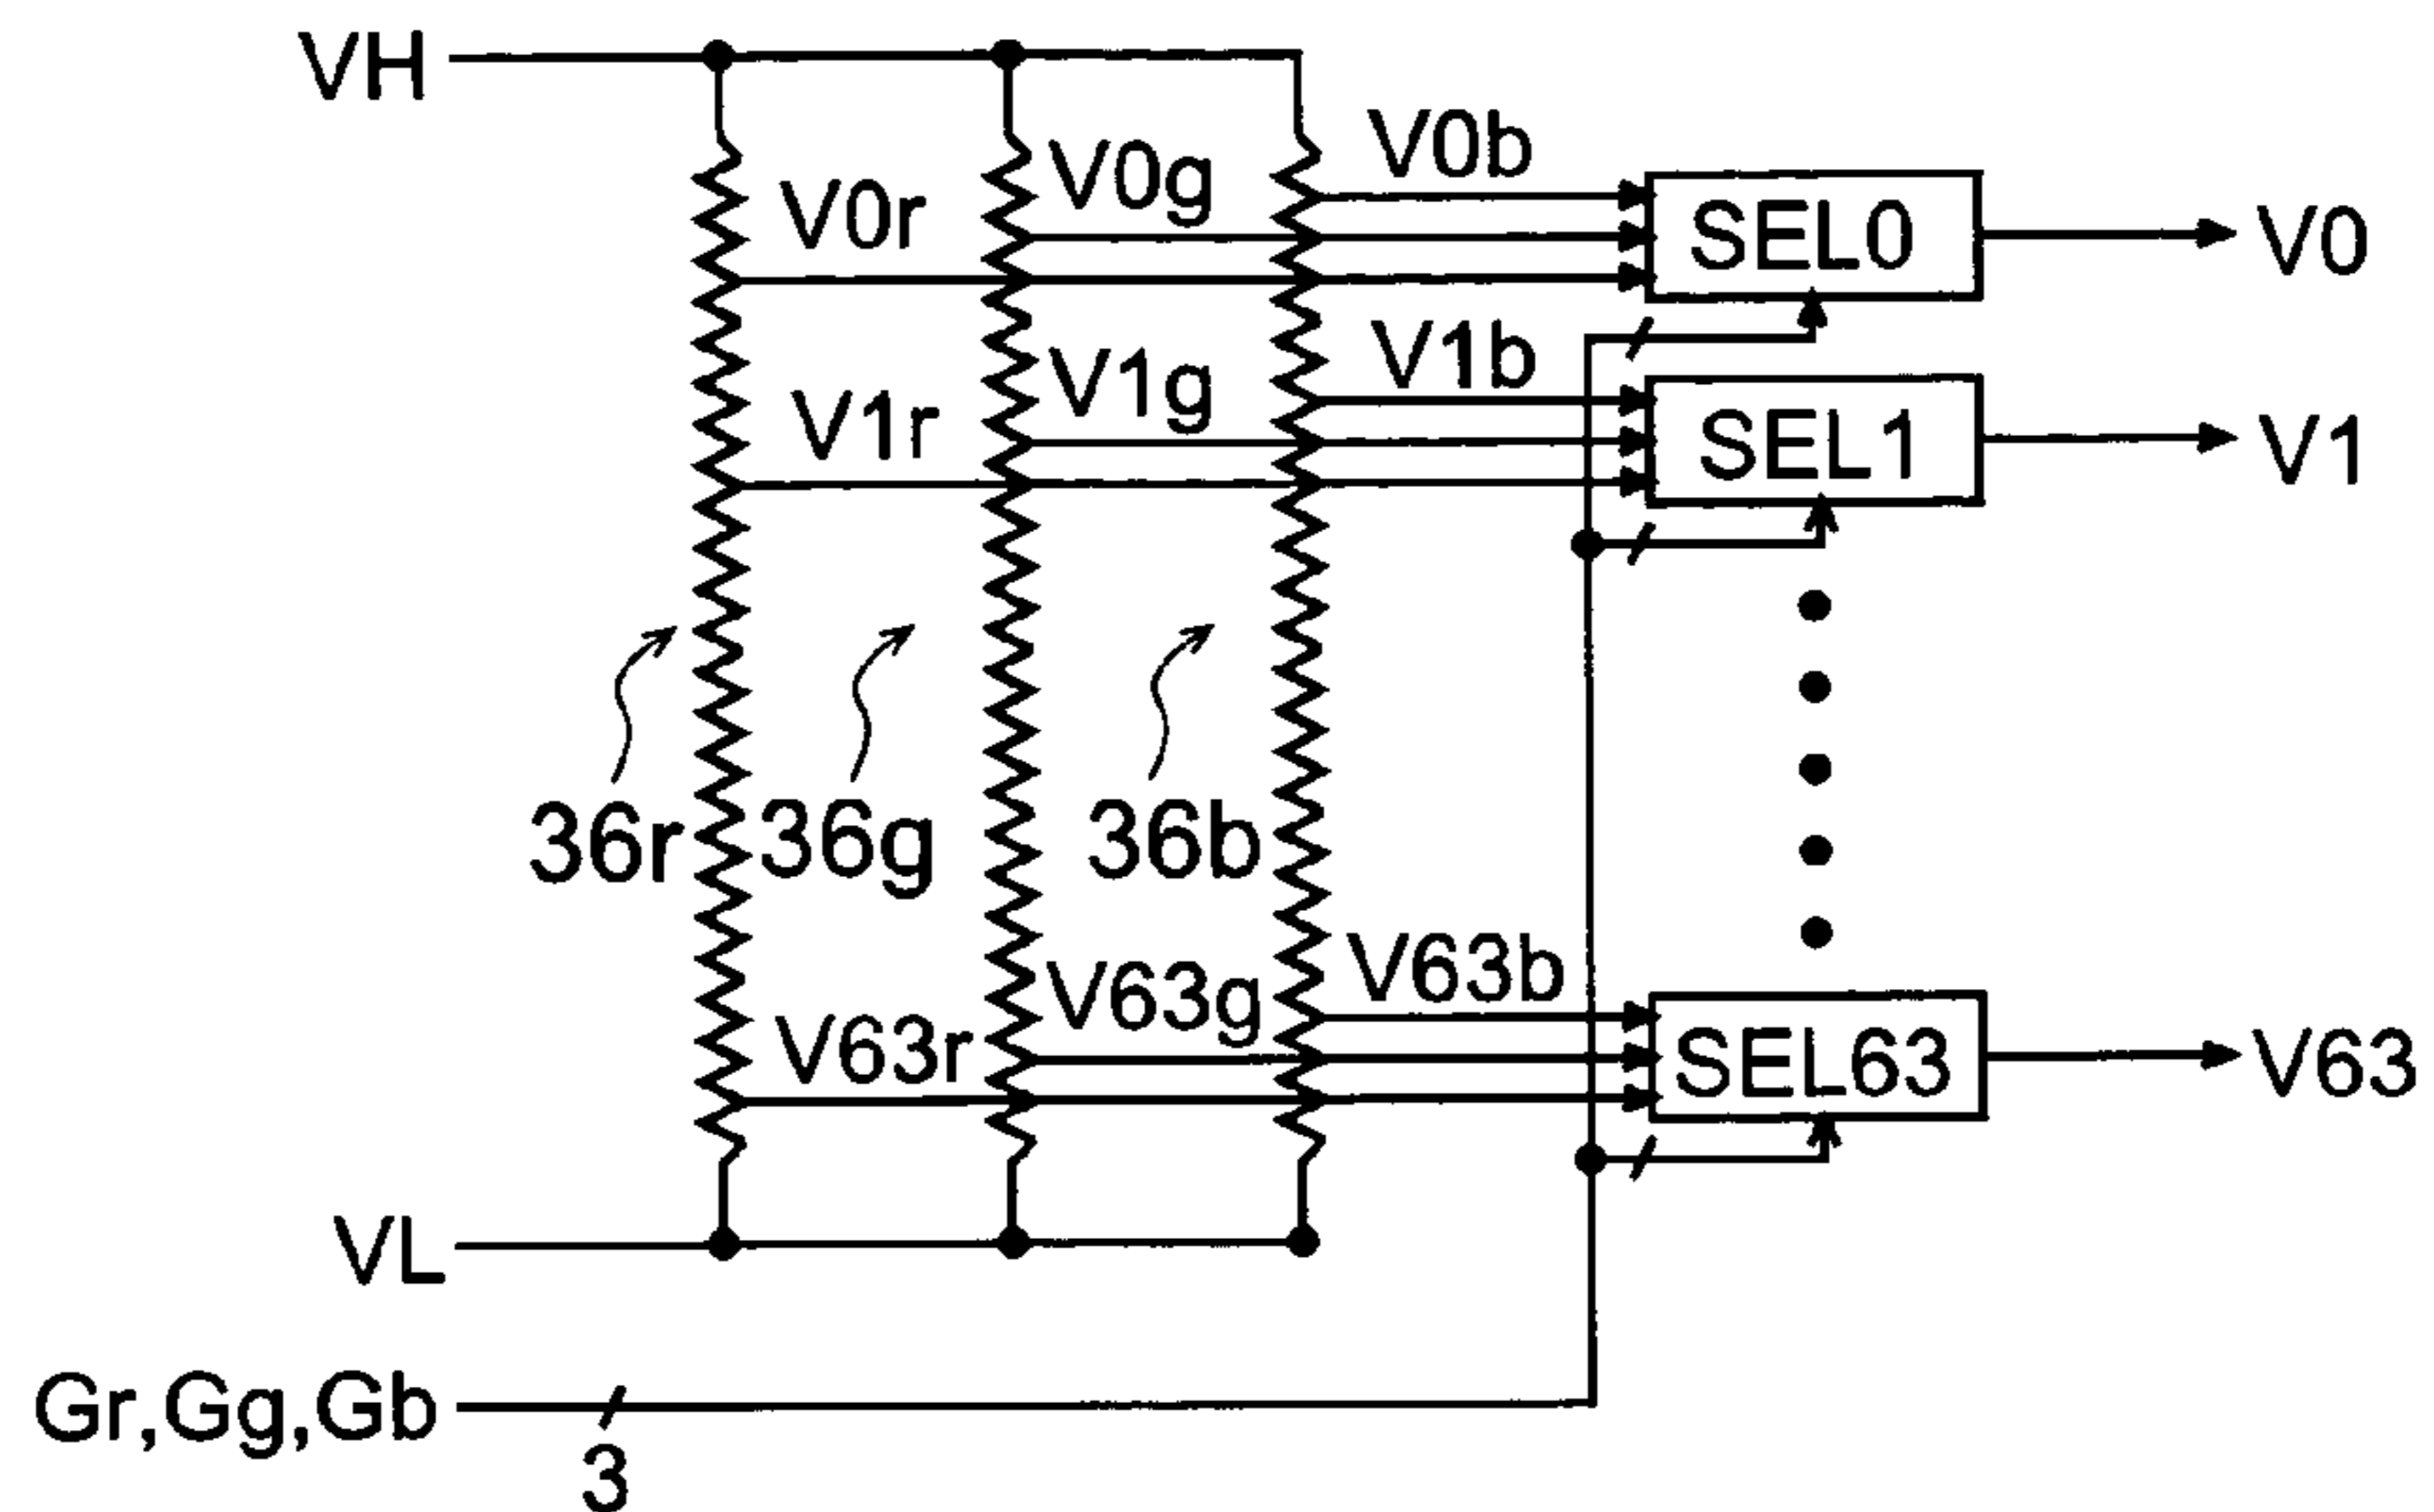 VH
V0b
V0g
V0r
SEL0
V0
V1b
V1g
V1r
SEL1
V1
36r
36g
36b
V63b
V63g
V63r
SEL63
V63
VL
Gr,Gg,Gb
3